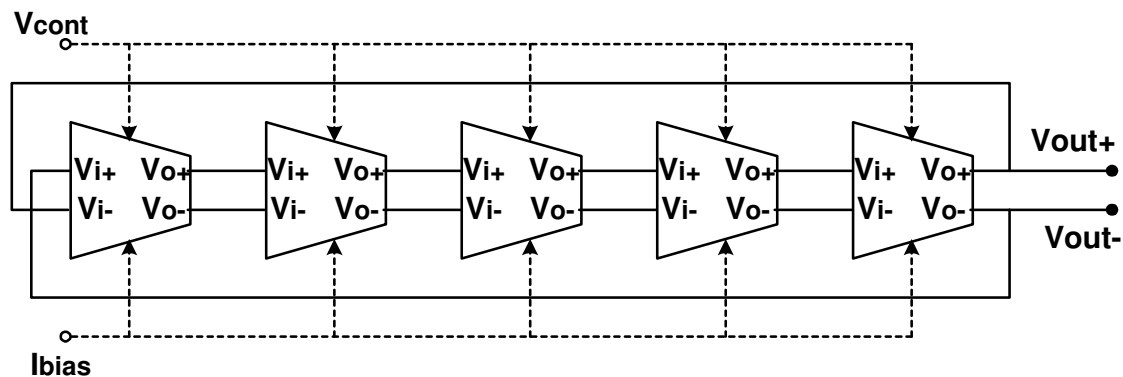 Vcont
Vi+ Vo+ Vi+ Vo+ Vi+ Vo+ Vi+ Vo+ Vi+ Vo+ Vout+
Vi- Vo- Vi- Vo- Vi- Vo- Vi- Vo- Vi- Vo- Vout-
Ibias